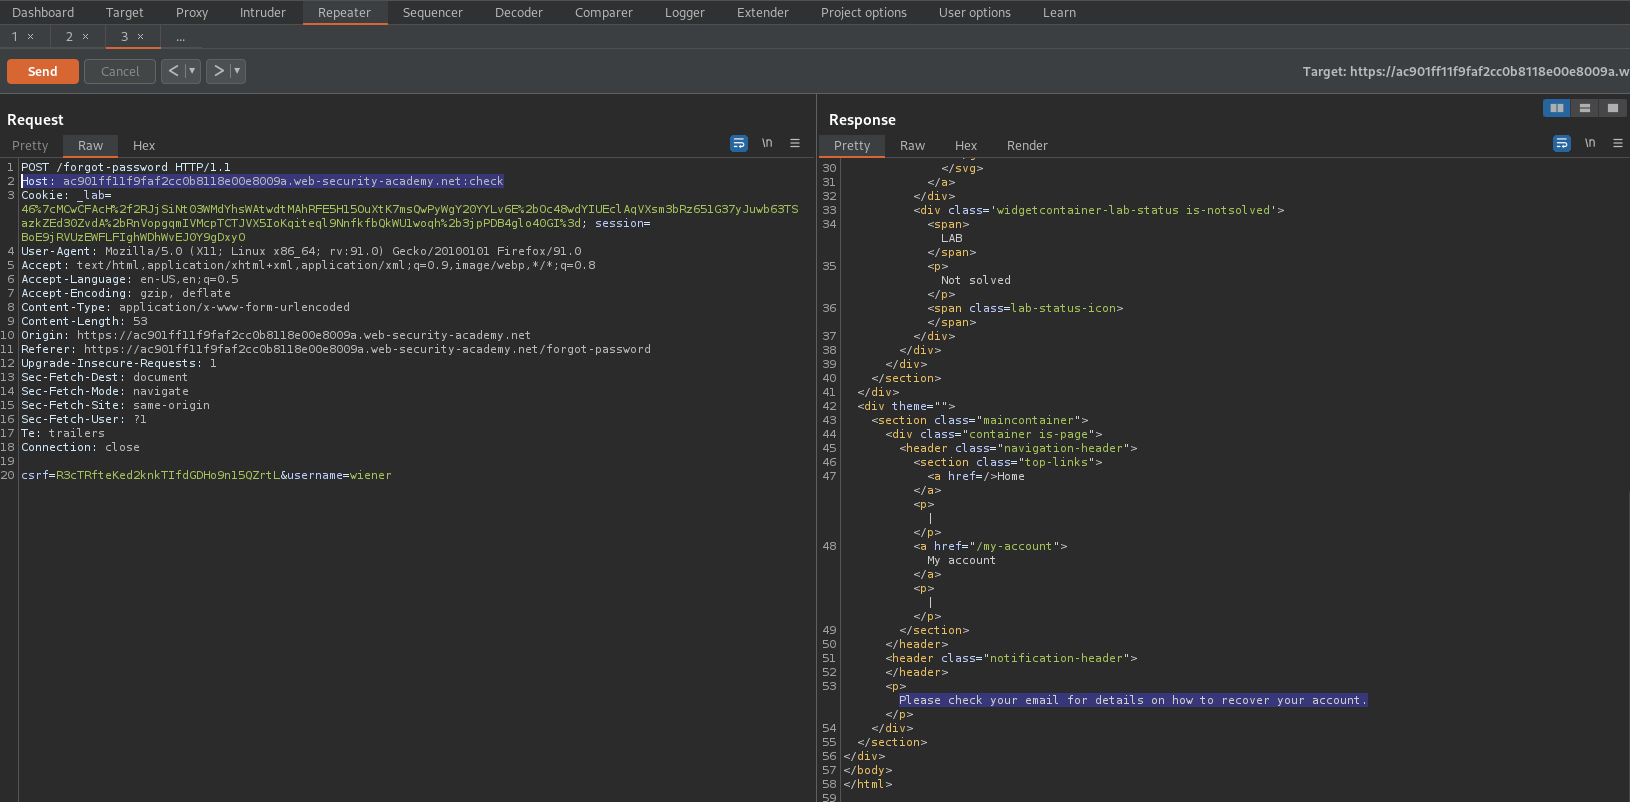 Dashboard Target Proxy Intruder Repeater Sequencer Decoder Comparer Logger Extender Project options User options Learn
1 × 2 × 3 × ...
Send Cancel < ▾ > ▾ Target: https://ac901ff11f9faf2cc0b8118e00e8009a.w
Request
Pretty Raw Hex \n
1 POST /forgot-password HTTP/1.1
2 Host: ac901ff11f9faf2cc0b8118e00e8009a.web-security-academy.net:check
3 Cookie: _lab=
46%7cMCwCFAcH%2f2RJjSiNt03WMdYhsWAtwdtMAhRFE5H15OuXtK7msQwPyWgY20YYLv6E%2bOc48wdYIUEclAqVXsm3bRz651G37yJuwb63TS
azkZEd30ZvdA%2bRnVopgqmIVMcpTCTJVX5IoKqiteql9NnfkfbQkWU1woqh%2b3jpPDB4glo40GI%3d; session=
BoE9jRVUzEWFLFIghWDhWvEJ0Y9gDxy0
4 User-Agent: Mozilla/5.0 (X11; Linux x86_64; rv:91.0) Gecko/20100101 Firefox/91.0
5 Accept: text/html,application/xhtml+xml,application/xml;q=0.9,image/webp,*/*;q=0.8
6 Accept-Language: en-US,en;q=0.5
7 Accept-Encoding: gzip, deflate
8 Content-Type: application/x-www-form-urlencoded
9 Content-Length: 53
10 Origin: https://ac901ff11f9faf2cc0b8118e00e8009a.web-security-academy.net
11 Referer: https://ac901ff11f9faf2cc0b8118e00e8009a.web-security-academy.net/forgot-password
12 Upgrade-Insecure-Requests: 1
13 Sec-Fetch-Dest: document
14 Sec-Fetch-Mode: navigate
15 Sec-Fetch-Site: same-origin
16 Sec-Fetch-User: ?1
17 Te: trailers
18 Connection: close
19
20 csrf=R3cTRfteKed2knkTIfdGDHo9n15QZrtL&username=wiener
Response
Pretty Raw Hex Render \n
30 </svg>
31 </a>
32 </div>
33 <div class='widgetcontainer-lab-status is-notsolved'>
34 <span>
LAB
</span>
35 <p>
Not solved
</p>
36 <span class=lab-status-icon>
</span>
37 </div>
38 </div>
39 </div>
40 </section>
41 </div>
42 <div theme="">
43 <section class="maincontainer">
44 <div class="container is-page">
45 <header class="navigation-header">
46 <section class="top-links">
47 <a href=/>Home
</a>
<p>
|
</p>
48 <a href="/my-account">
My account
</a>
<p>
|
</p>
49 </section>
50 </header>
51 <header class="notification-header">
52 </header>
53 <p>
Please check your email for details on how to recover your account.
</p>
54 </div>
55 </section>
56 </div>
57 </body>
58 </html>
59